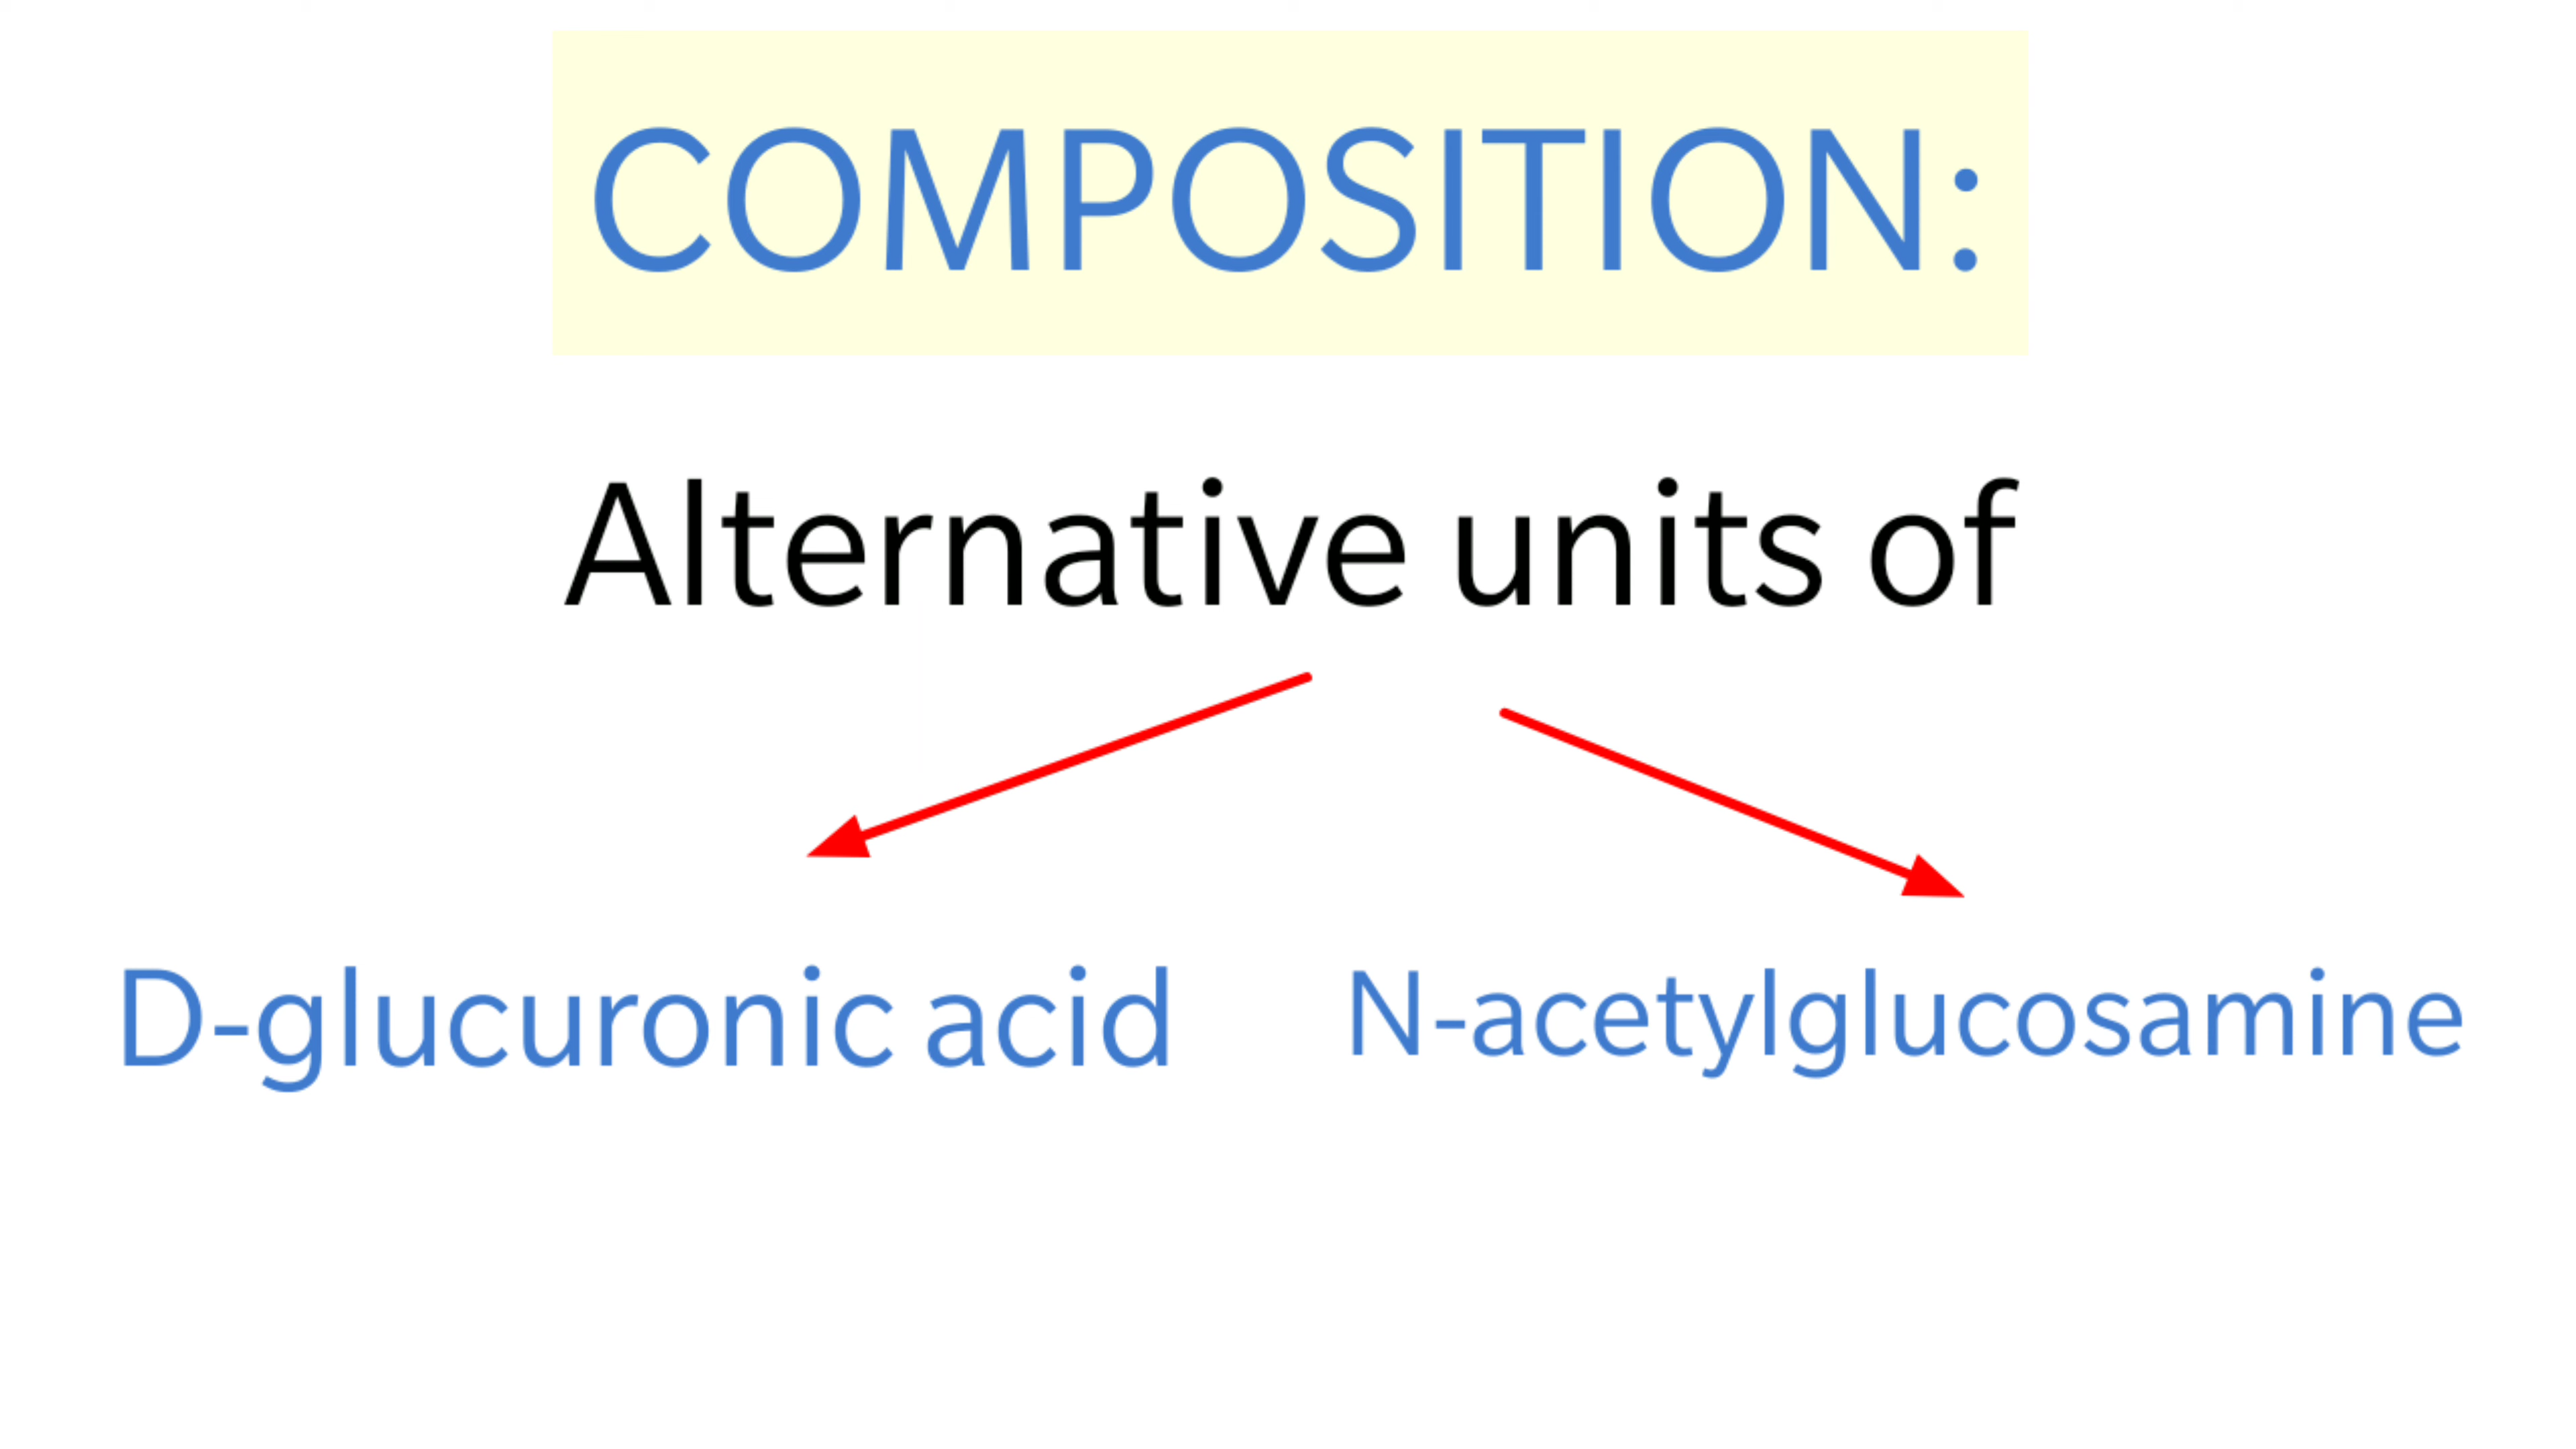 COMPOSITION:
Alternative units of
D-glucuronic acid
N-acetylglucosamine